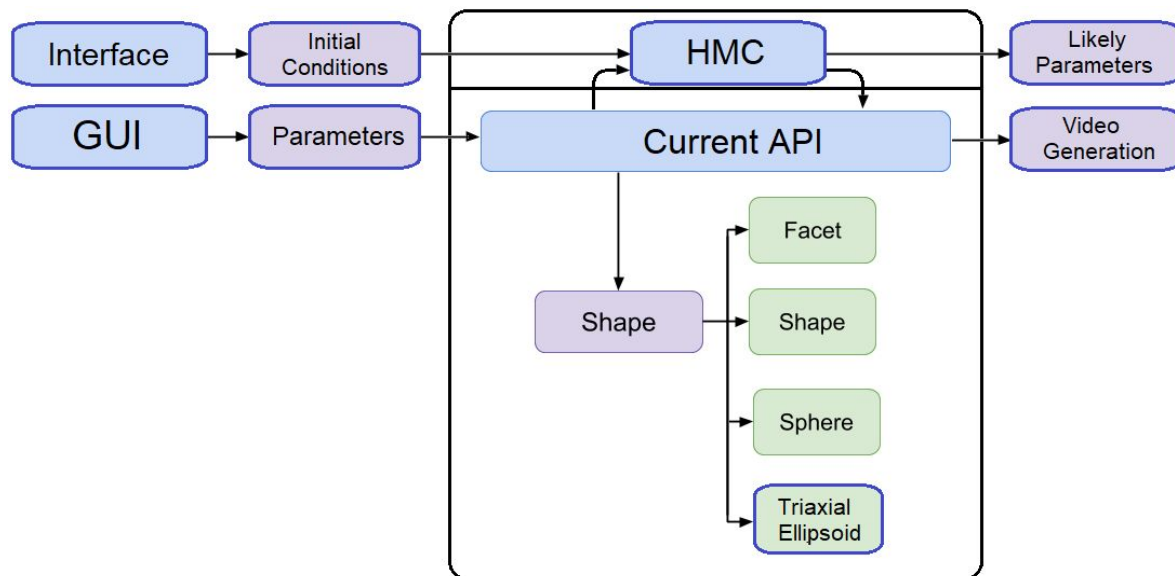 Interface
Initial
Conditions
HMC
Likely
Parameters
GUI
Parameters
Current API
Video
Generation
Facet
Shape
Shape
Sphere
Triaxial
Ellipsoid